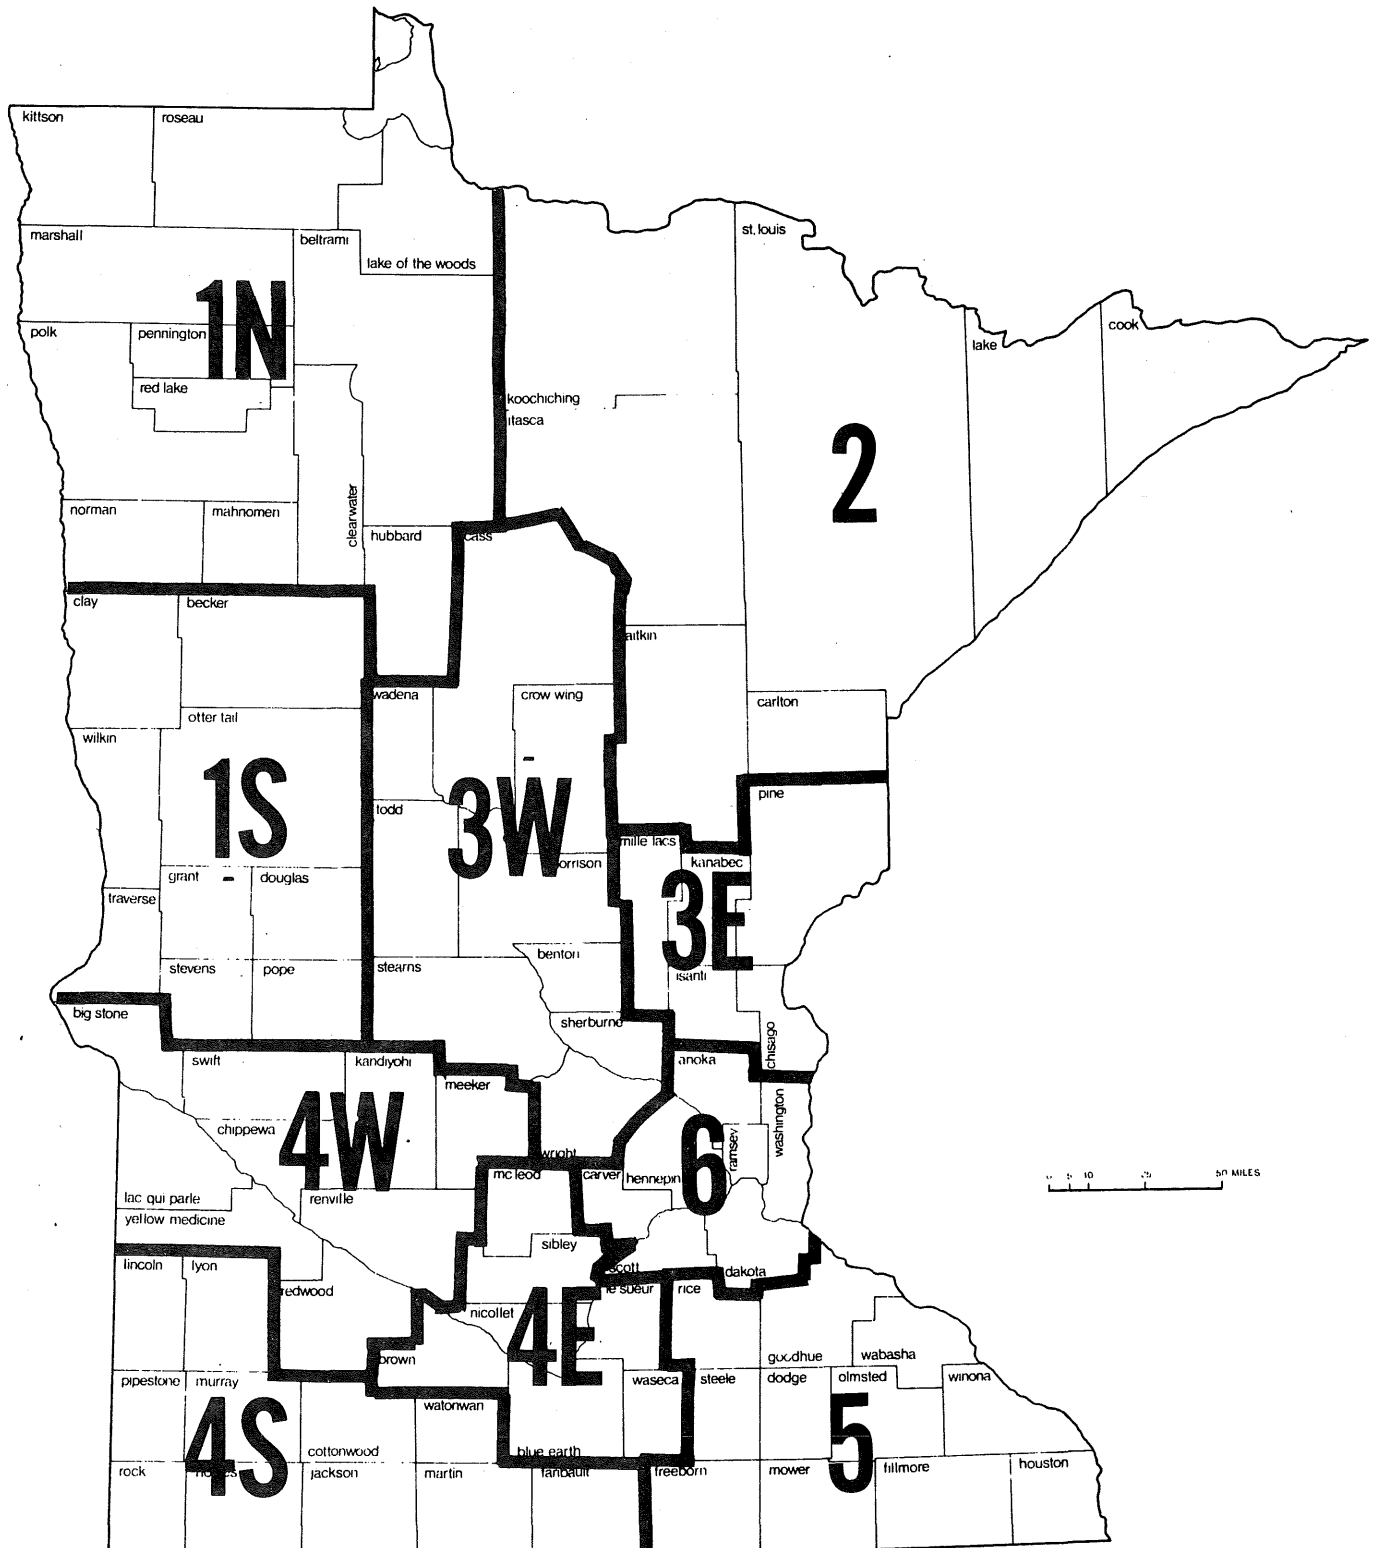 kittson
roseau
marshall
beltrami
lake of the woods
st. louis
1N
polk
pennington
red lake
lake
cook
koochiching
itasca
2
norman
mahnomen
clearwater
hubbard
cass
clay
becker
aitkin
wadena
crow wing
carlton
otter tail
wilkin
1S
3W
todd
pine
mille lacs
orrison
kanabec
grant
douglas
traverse
3E
benton
stevens
pope
stearns
isanti
big stone
sherburne
chisago
swift
kandiyohi
anoka
meeker
4W
chippewa
6
ramsey
washington
wright
mc leod
carver
hennepin
50 MILES
lac qui parle
renville
yellow medicine
sibley
lincoln
lyon
scott
dakota
redwood
le sueur
rice
nicollet
4E
brown
goodhue
wabasha
pipestone
murray
waseca
steele
dodge
olmsted
winona
4S
watonwan
5
cottonwood
blue earth
rock
jackson
martin
faribault
freeborn
mower
fillmore
houston